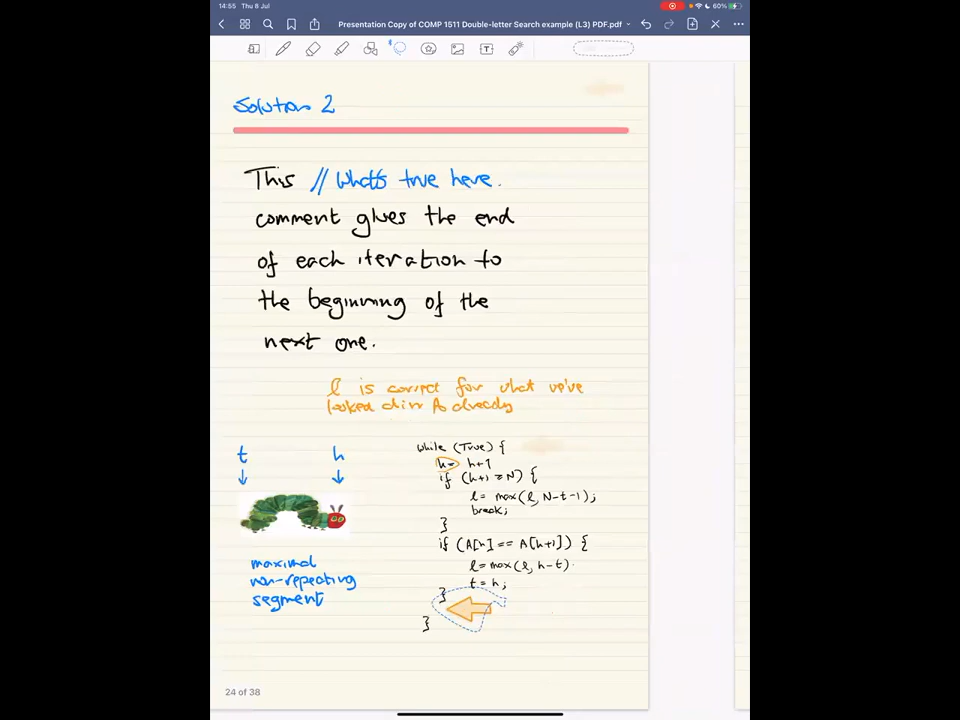 14:55 Thu 8 Jul
60%
Presentation Copy of COMP 1511 Double-letter Search example (L3) PDF.pdf
Solution 2
This // What's true here.
comment gives the end
of each iteration to
the beginning of the
next one.
l is correct for what we've
looked at in A already
t h
while (True) {
h = h+1
if (h+1 ≥ N) {
l = max(l, N-t-1);
break;
}
if (A[h] == A[h+1]) {
l = max(l, h-t).
t = h;
}
}
maximal
non-repeating
segment
24 of 38